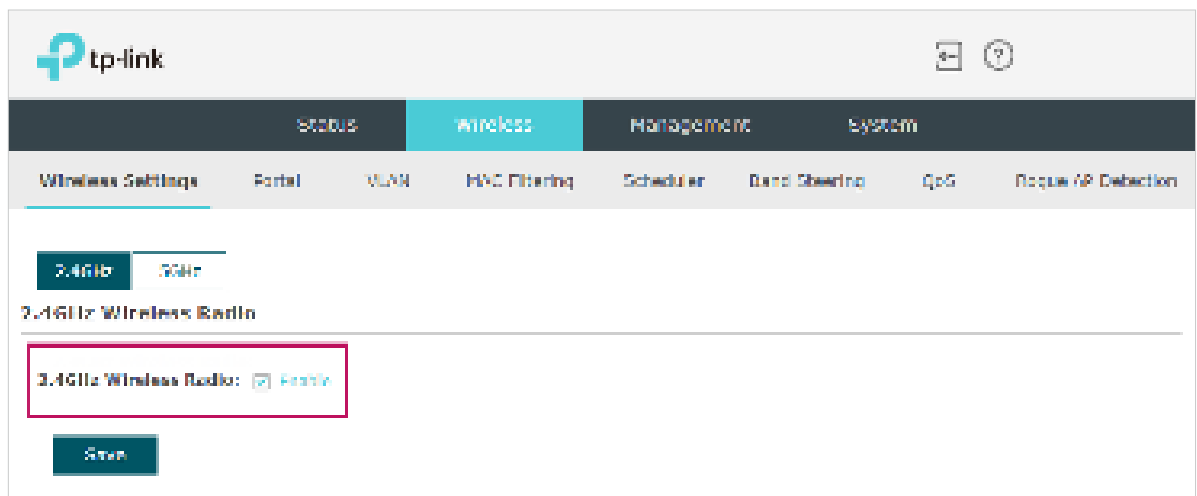 tp-link
Status Wireless Management System
Wireless Settings Portal VLAN MAC Filtering Scheduler Band Steering QoS Rogue AP Detection
2.4GHz 5GHz
2.4GHz Wireless Radio
2.4GHz Wireless Radio: Enable
Save